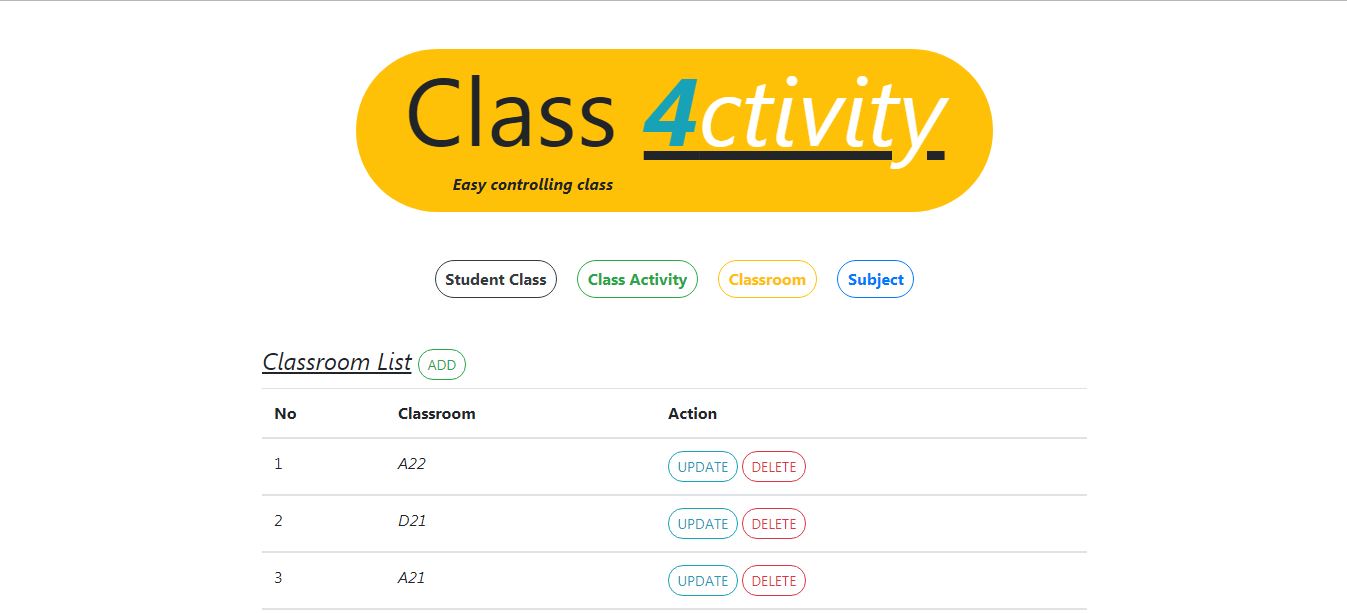 Class 4ctivity
Easy controlling class
Student Class Class Activity Classroom Subject
Classroom List ADD
No Classroom Action
1 A22 UPDATE DELETE
2 D21 UPDATE DELETE
3 A21 UPDATE DELETE